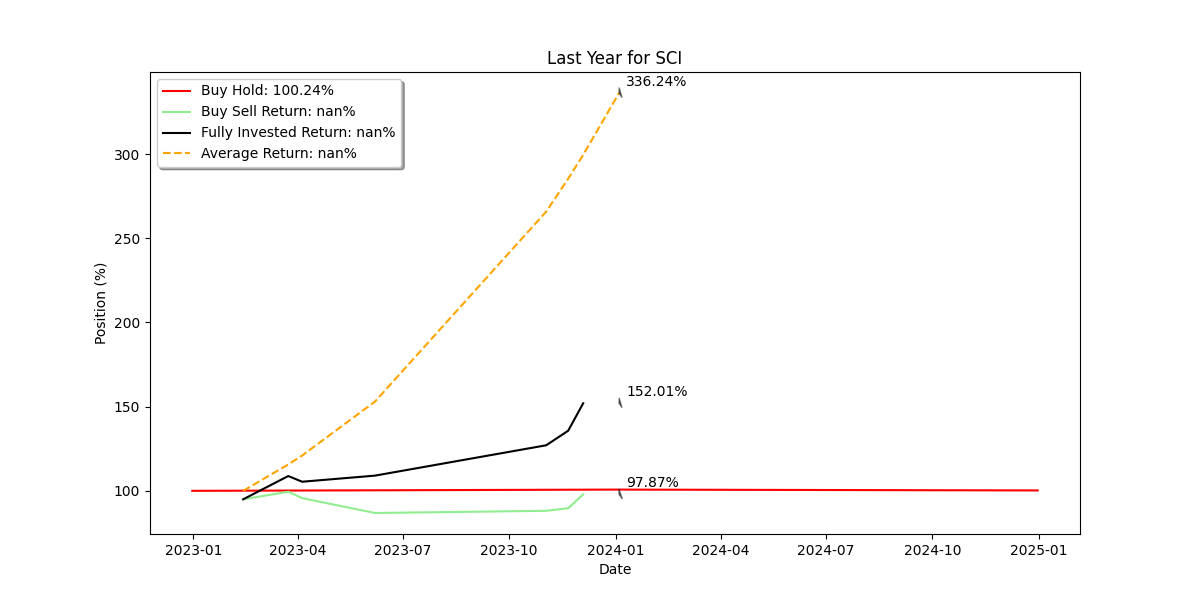 Last Year for SCI
Buy Hold: 100.24%
Buy Sell Return: nan%
Fully Invested Return: nan%
Average Return: nan%
336.24%
152.01%
97.87%
Position (%)
300
250
200
150
100
2023-01 2023-04 2023-07 2023-10 2024-01 2024-04 2024-07 2024-10 2025-01
Date